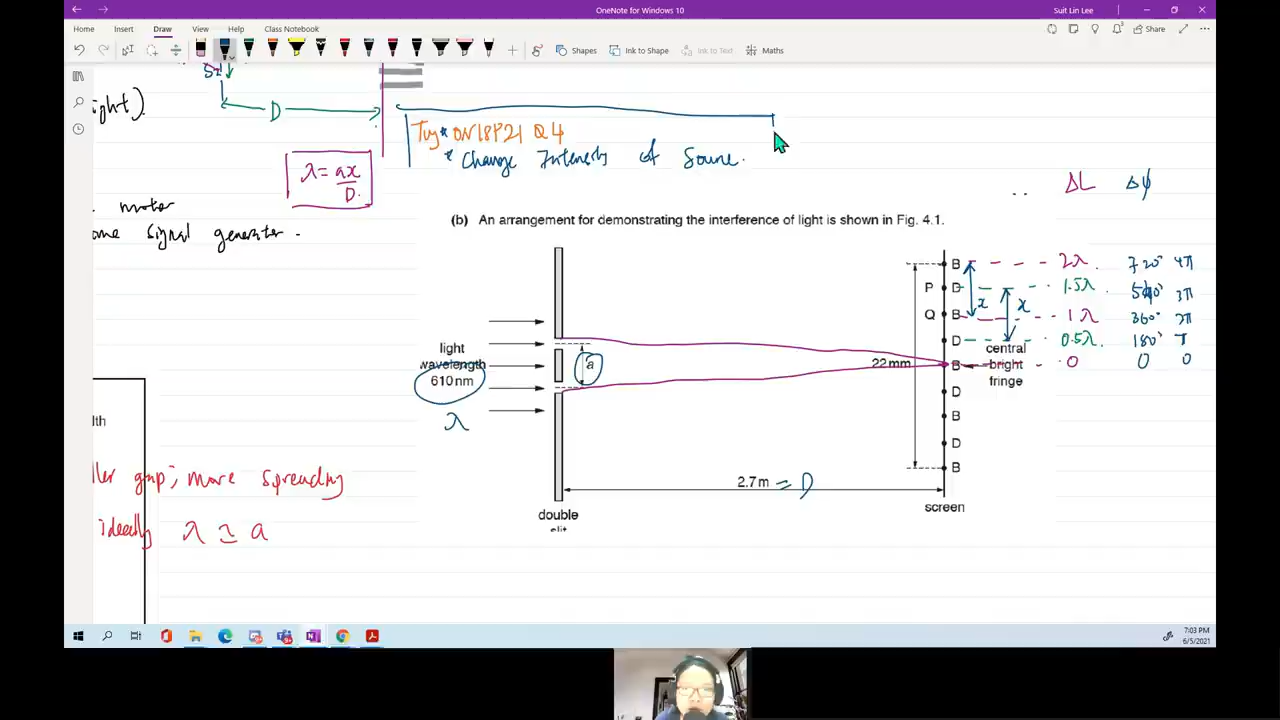 OneNote for Windows 10
Suit Lin Lee
Home Insert Draw View Help Class Notebook
Share
Shapes Ink to Shape Ink to Text Maths
ight).
D
λ = ax
D.
motor
ome signal generator.
Try * ON18P21 Q4
* Change Intensity of Source.
ΔL Δφ
(b) An arrangement for demonstrating the interference of light is shown in Fig. 4.1.
B 2λ. 720° 4π
P D 1.5λ. 540° 3π
x x
Q B 1λ 360° 2π
D 0.5λ 180° π
light
wavelength
610 nm
λ
a
22 mm
B 0 0 0
central
bright
fringe
D
B
D
B
2.7 m = D
double
slit
screen
lth
ller gap; more spreading
ideally λ ≃ a
7:03 PM
6/5/2021